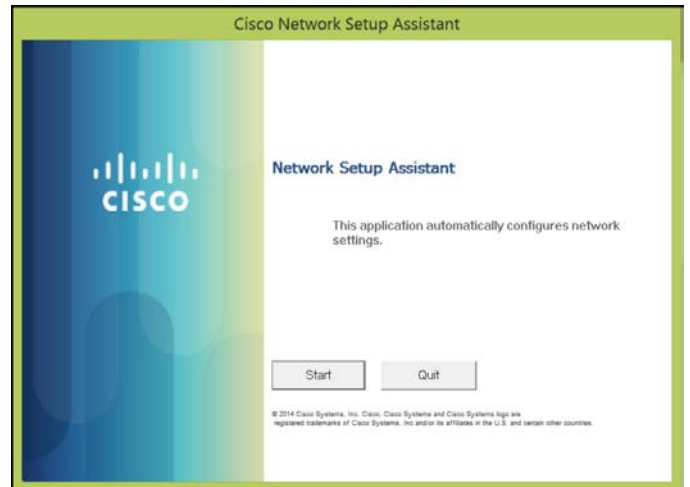 Cisco Network Setup Assistant
CISCO
Network Setup Assistant
This application automatically configures network
settings.
Start
Quit
© 2014 Cisco Systems, Inc. Cisco, Cisco Systems and Cisco Systems logo are
registered trademarks of Cisco Systems, Inc and/or its affiliates in the U.S. and certain other countries.